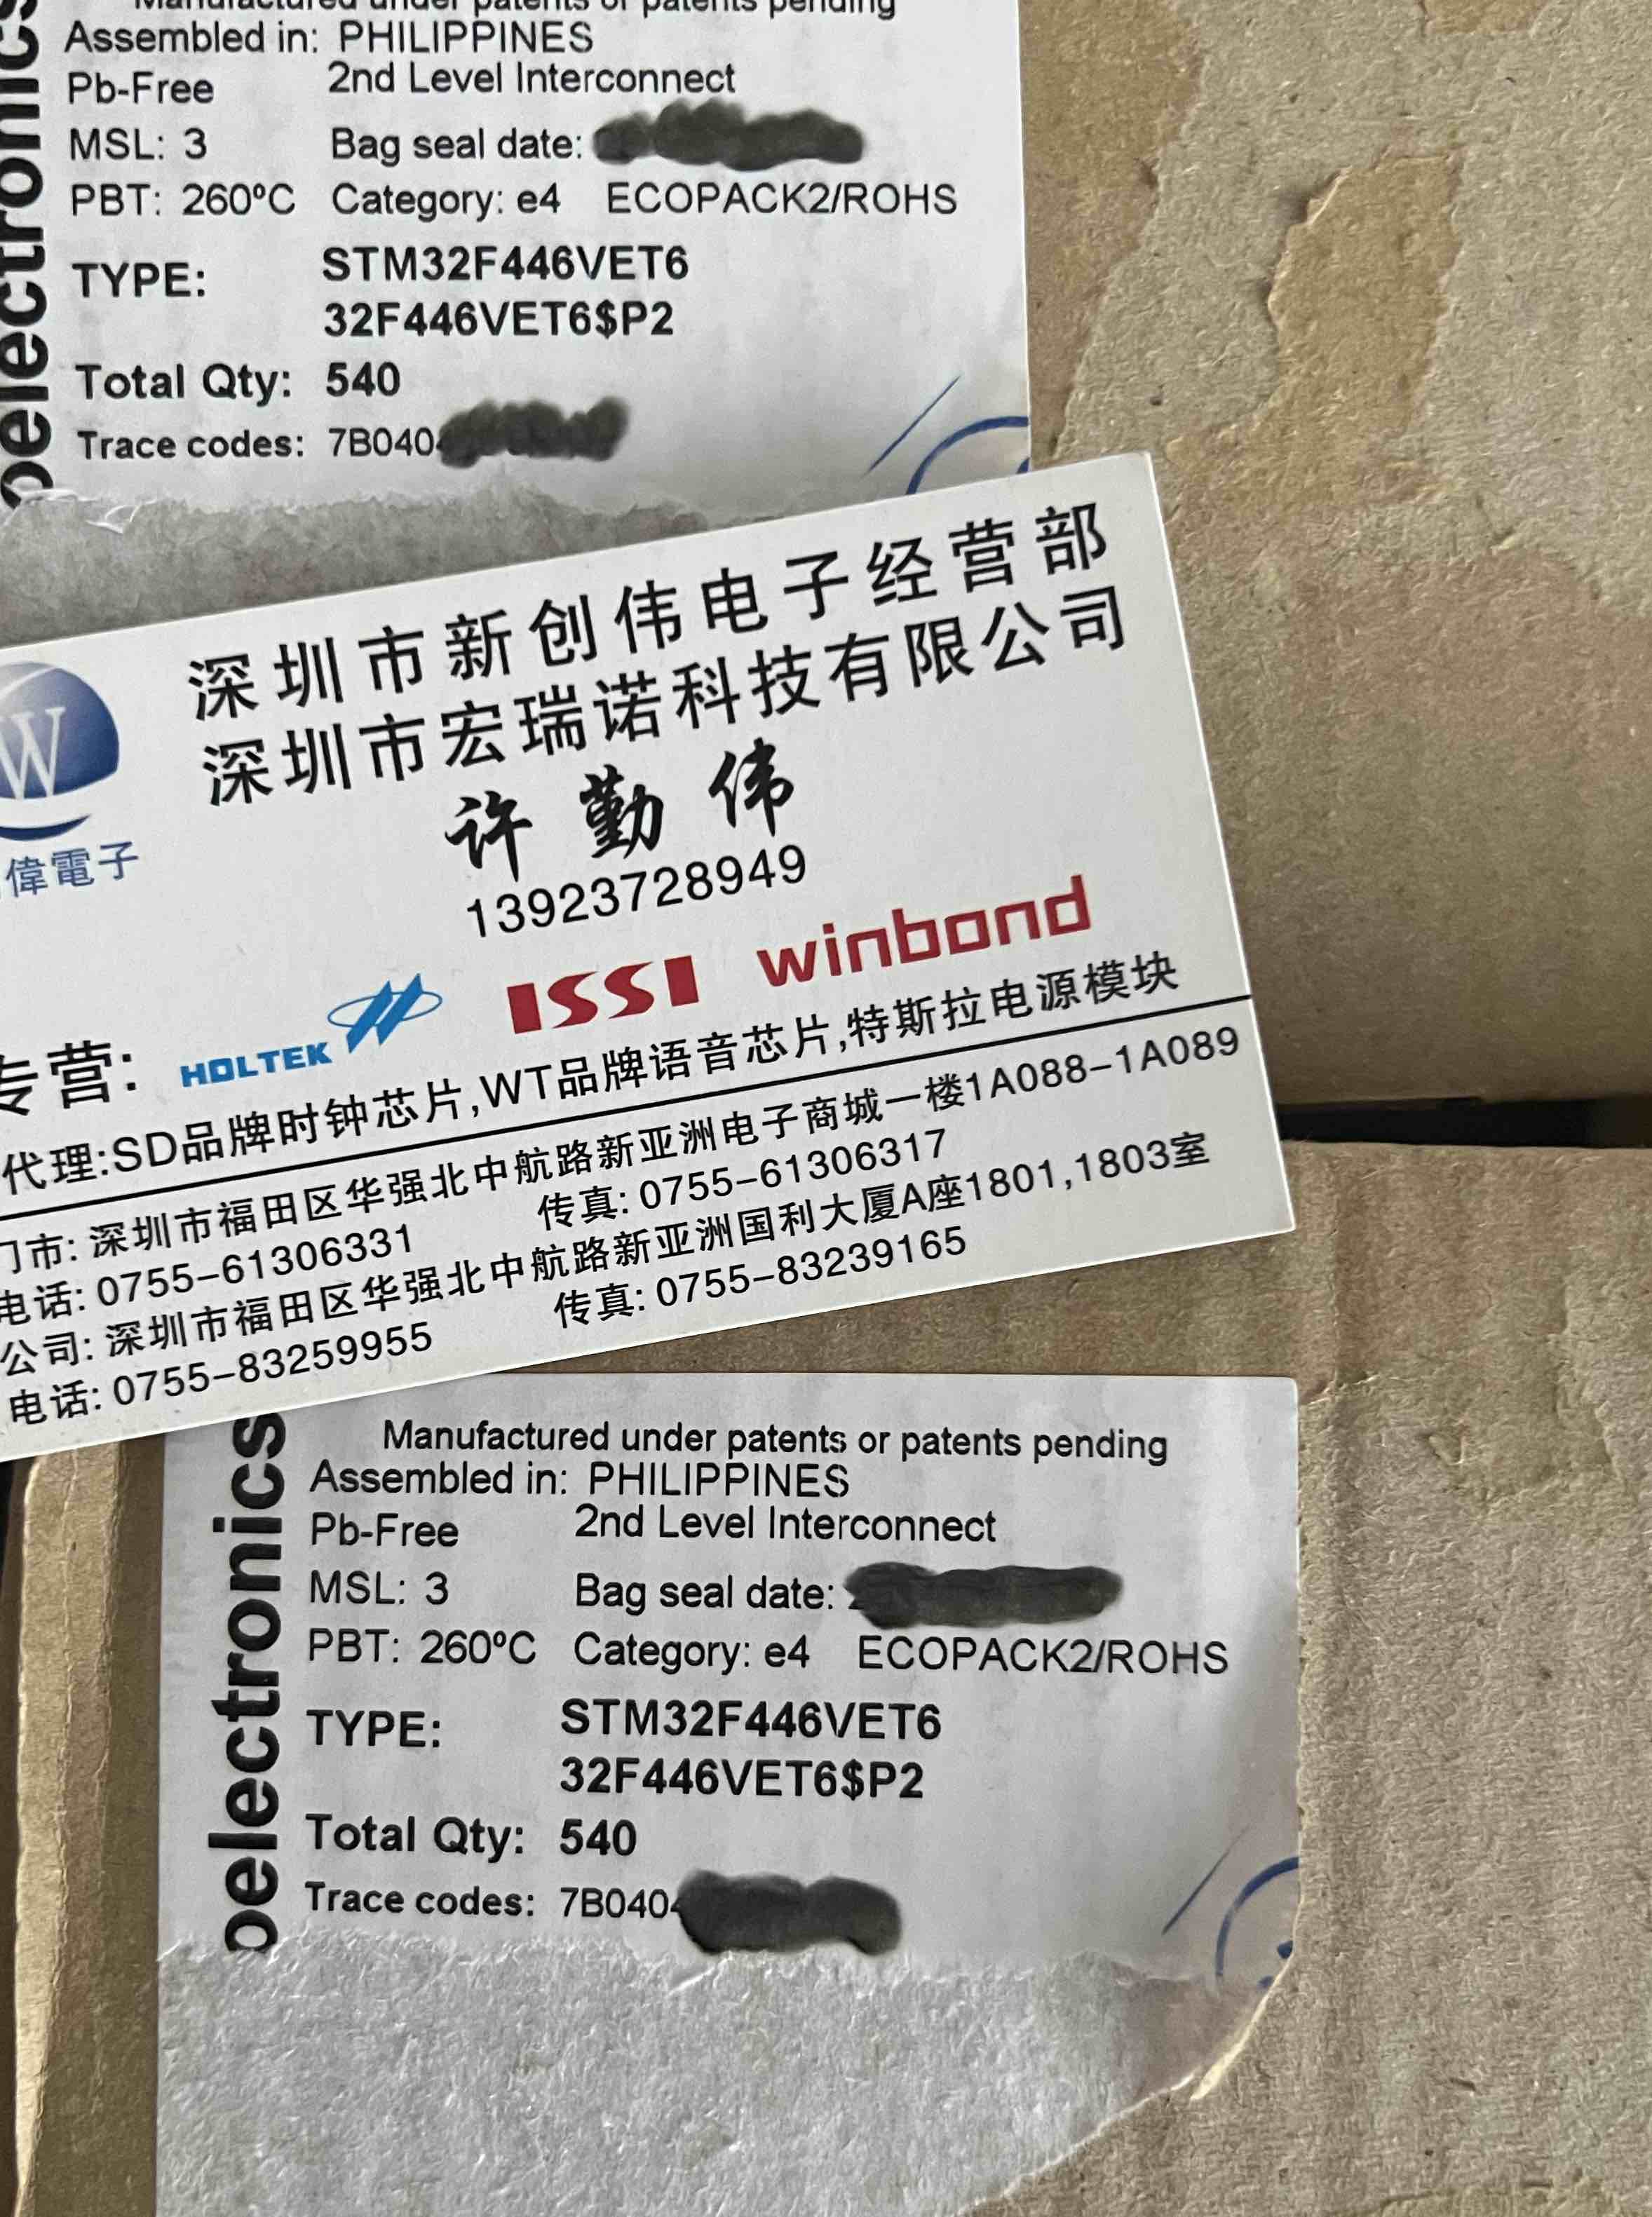 Manufactured under patents or patents pending
Assembled in: PHILIPPINES
Pb-Free 2nd Level Interconnect
MSL: 3 Bag seal date:
PBT: 260ºC Category: e4 ECOPACK2/ROHS
TYPE: STM32F446VET6
32F446VET6$P2
Total Qty: 540
Trace codes: 7B040
oelectronics
深圳市新创伟电子经营部
深圳市宏瑞诺科技有限公司
许勤伟
13923728949
W
偉電子
专营: HOLTEK ISSI winbond
代理:SD品牌时钟芯片,WT品牌语音芯片,特斯拉电源模块
门市: 深圳市福田区华强北中航路新亚洲电子商城一楼1A088-1A089
电话: 0755-61306331 传真: 0755-61306317
公司: 深圳市福田区华强北中航路新亚洲国利大厦A座1801,1803室
电话: 0755-83259955 传真: 0755-83239165
Manufactured under patents or patents pending
Assembled in: PHILIPPINES
Pb-Free 2nd Level Interconnect
MSL: 3 Bag seal date:
PBT: 260ºC Category: e4 ECOPACK2/ROHS
TYPE: STM32F446VET6
32F446VET6$P2
Total Qty: 540
Trace codes: 7B040
oelectronics